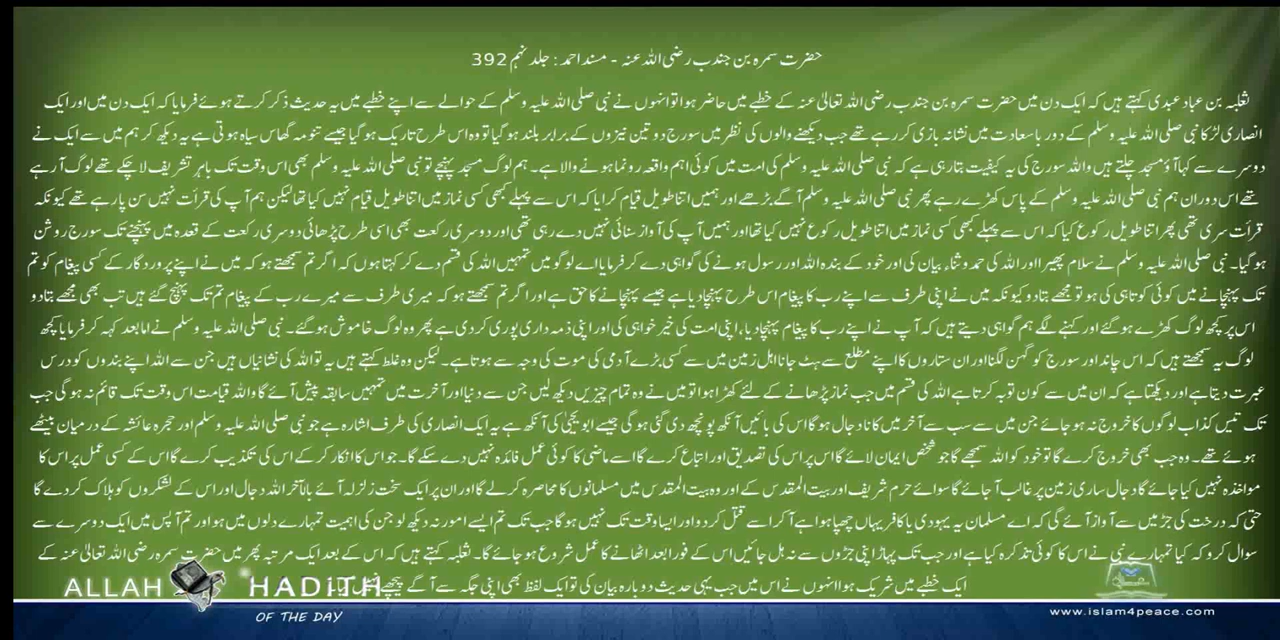 حضرت سمرہ بن جندب رضی اللہ عنہ - مسند احمد: جلد نہم 392
ثعلبہ بن عباد عبدی کہتے ہیں کہ ایک دن میں حضرت سمرہ بن جندب رضی اللہ تعالیٰ عنہ کے خطبے میں حاضر ہوا تو انہوں نے نبی صلی اللہ علیہ وسلم کے حوالے سے اپنے خطبے میں یہ حدیث ذکر کرتے ہوئے فرمایا کہ ایک دن میں اور ایک
انصاری لڑکا نبی صلی اللہ علیہ وسلم کے دور باسعادت میں نشانہ بازی کر رہے تھے جب دیکھنے والوں کی نظر میں سورج دو تین نیزوں کے برابر بلند ہوگیا تو وہ اس طرح تاریک ہوگیا جیسے تنومہ گھاس سیاہ ہوتی ہے یہ دیکھ کر ہم میں سے ایک نے
دوسرے سے کہا آؤ مسجد چلتے ہیں واللہ سورج کی یہ کیفیت بتا رہی ہے کہ نبی صلی اللہ علیہ وسلم کی امت میں کوئی اہم واقعہ رونما ہونے والا ہے۔ ہم لوگ مسجد پہنچے تو نبی صلی اللہ علیہ وسلم بھی اس وقت تک باہر تشریف لا چکے تھے لوگ آ رہے
تھے اس دوران ہم نبی صلی اللہ علیہ وسلم کے پاس کھڑے رہے پھر نبی صلی اللہ علیہ وسلم آگے بڑھے اور ہمیں اتنا طویل قیام کرایا کہ اس سے پہلے کبھی کسی نماز میں اتنا طویل قیام نہیں کیا تھا لیکن ہم آپ کی قرأت نہیں سن پا رہے تھے کیونکہ
قرأت سری تھی پھر اتنا طویل رکوع کیا کہ اس سے پہلے کبھی کسی نماز میں اتنا طویل رکوع نہیں کیا تھا اور ہمیں آپ کی آواز سنائی نہیں دے رہی تھی اور دوسری رکعت بھی اسی طرح پڑھائی دوسری رکعت کے قعدہ میں پہنچنے تک سورج روشن
ہوگیا۔ نبی صلی اللہ علیہ وسلم نے سلام پھیرا اور اللہ کی حمد و ثناء بیان کی اور خود کے بندہ اللہ اور رسول ہونے کی گواہی دے کر فرمایا اے لوگو میں تمہیں اللہ کی قسم دے کر کہتا ہوں کہ اگر تم سمجھتے ہو کہ میں نے اپنے پروردگار کے کسی پیغام کو تم
تک پہنچانے میں کوئی کوتاہی کی ہو تو مجھے بتا دو کیونکہ میں نے اپنی طرف سے اپنے رب کا پیغام اس طرح پہنچا دیا ہے جیسے پہنچانے کا حق ہے اور اگر تم سمجھتے ہو کہ میری طرف سے میرے رب کے پیغام تم تک پہنچ گئے ہیں تب بھی مجھے بتا دو
اس پر کچھ لوگ کھڑے ہوگئے اور کہنے لگے ہم گواہی دیتے ہیں کہ آپ نے اپنے رب کا پیغام پہنچا دیا، اپنی امت کی خیر خواہی کی اور اپنی ذمہ داری پوری کر دی ہے پھر وہ لوگ خاموش ہوگئے۔ نبی صلی اللہ علیہ وسلم نے اما بعد کہہ کر فرمایا کچھ
لوگ یہ سمجھتے ہیں کہ اس چاند اور سورج کو گہن لگنا اور ان ستاروں کا اپنے مطلع سے ہٹ جانا اہل زمین میں سے کسی بڑے آدمی کی موت کی وجہ سے ہوتا ہے۔ لیکن وہ غلط کہتے ہیں یہ تو اللہ کی نشانیاں ہیں جن سے اللہ اپنے بندوں کو درس
عبرت دیتا ہے اور دیکھتا ہے کہ ان میں سے کون توبہ کرتا ہے اللہ کی قسم میں جب نماز پڑھانے کے لئے کھڑا ہوا تو میں نے وہ تمام چیزیں دیکھ لیں جن سے دنیا اور آخرت میں تمہیں سابقہ پیش آئے گا واللہ قیامت اس وقت تک قائم نہ ہوگی جب
تک تیس کذاب لوگوں کا خروج نہ ہو جائے جن میں سے سب سے آخر میں کانا دجال ہوگا اس کی بائیں آنکھ پونچھ دی گئی ہوگی جیسے ابو یحییٰ کی آنکھ ہے یہ ایک انصاری کی طرف اشارہ ہے جو نبی صلی اللہ علیہ وسلم اور حجرہ عائشہ کے درمیان بیٹھے
ہوئے تھے۔ وہ جب بھی خروج کرے گا تو خود کو اللہ سمجھے گا جو شخص ایمان لائے گا اس پر اس کی تصدیق اور اتباع کرے گا اسے ماضی کا کوئی عمل فائدہ نہیں دے سکے گا۔ جو اس کا انکار کر کے اس کی تکذیب کرے گا اس کے کسی عمل پر اس کا
مواخذہ نہیں کیا جائے گا دجال ساری زمین پر غالب آ جائے گا سوائے حرم شریف اور بیت المقدس کے اور وہ بیت المقدس میں مسلمانوں کا محاصرہ کر لے گا اور ان پر ایک سخت زلزلہ آئے بالآخر اللہ دجال اور اس کے لشکروں کو ہلاک کر دے گا
حتیٰ کہ درخت کی جڑ میں سے آواز آئے گی کہ اے مسلمان یہ یہودی یا کافر یہاں چھپا ہوا ہے آ کر اسے قتل کر دو اور ایسا وقت تک نہیں ہوگا جب تک تم ایسے امور نہ دیکھ لو جن کی اہمیت تمہارے دلوں میں ہو اور تم آپس میں ایک دوسرے سے
سوال کرو کہ کیا تمہارے نبی نے اس کا کوئی تذکرہ کیا ہے اور جب تک پہاڑ اپنی جڑوں سے نہ ہل جائیں اس کے فورا بعد اٹھانے کا عمل شروع ہو جائے گا۔ ثعلبہ کہتے ہیں کہ اس کے بعد ایک مرتبہ پھر میں حضرت سمرہ رضی اللہ تعالیٰ عنہ کے
ایک خطبے میں شریک ہوا انہوں نے اس میں جب یہی حدیث دوبارہ بیان کی تو ایک لفظ بھی اپنی جگہ سے آگے پیچھے
ALLAH HADITH
OF THE DAY
www.islam4peace.com